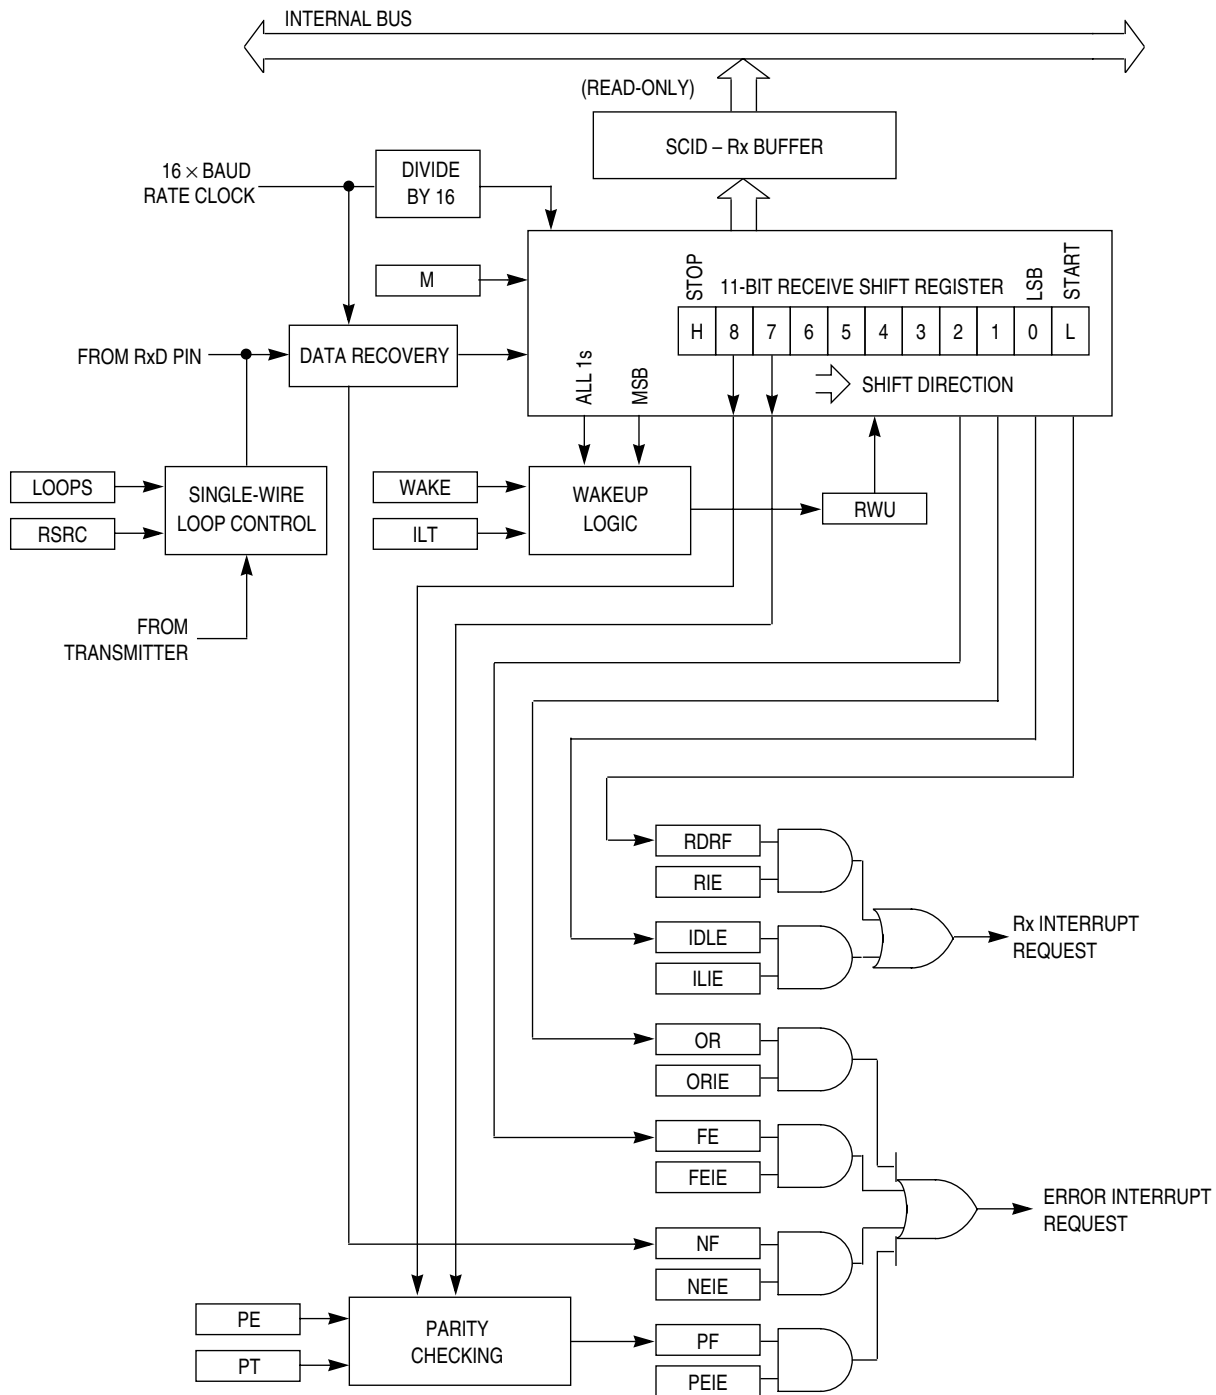 INTERNAL BUS
(READ-ONLY)
SCID – Rx BUFFER
16 × BAUD
RATE CLOCK
DIVIDE
BY 16
M
STOP
11-BIT RECEIVE SHIFT REGISTER
LSB
START
H 8 7 6 5 4 3 2 1 0 L
FROM RxD PIN
DATA RECOVERY
ALL 1s
MSB
SHIFT DIRECTION
LOOPS
RSRC
SINGLE-WIRE
LOOP CONTROL
WAKE
ILT
WAKEUP
LOGIC
RWU
FROM
TRANSMITTER
RDRF
RIE
IDLE
ILIE
Rx INTERRUPT
REQUEST
OR
ORIE
FE
FEIE
ERROR INTERRUPT
REQUEST
NF
NEIE
PE
PT
PARITY
CHECKING
PF
PEIE